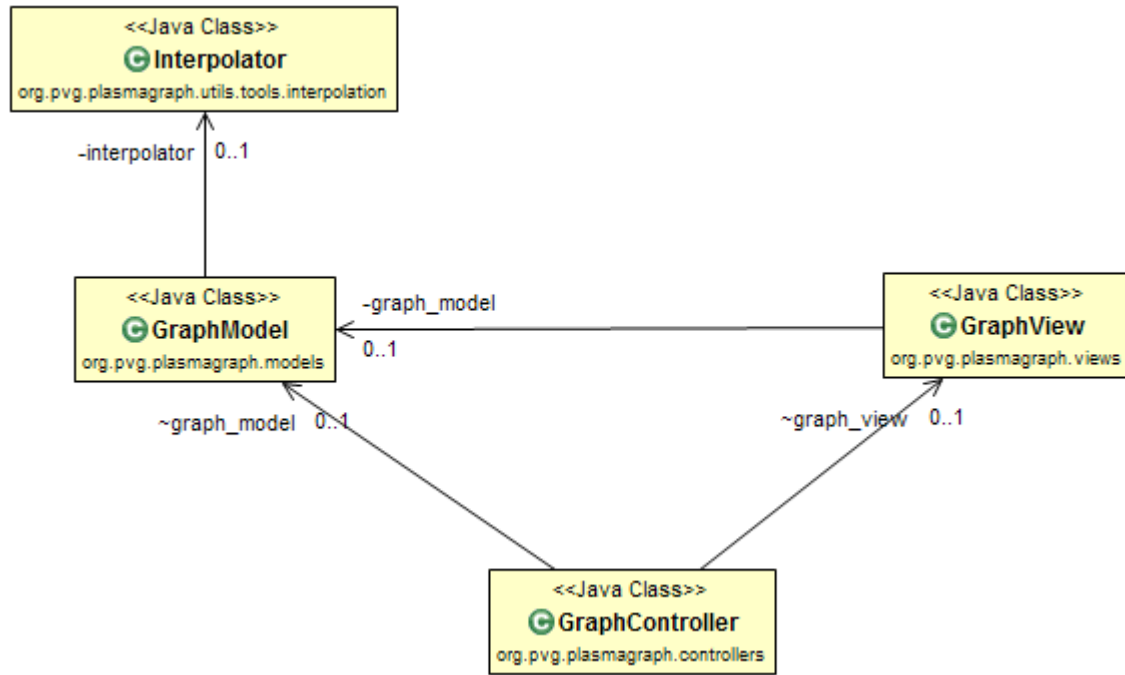 <<Java Class>>
Interpolator
org.pvg.plasmagraph.utils.tools.interpolation
-interpolator 0..1
<<Java Class>>
GraphModel
org.pvg.plasmagraph.models
-graph_model
0..1
<<Java Class>>
GraphView
org.pvg.plasmagraph.views
~graph_model 0..1
~graph_view 0..1
<<Java Class>>
GraphController
org.pvg.plasmagraph.controllers